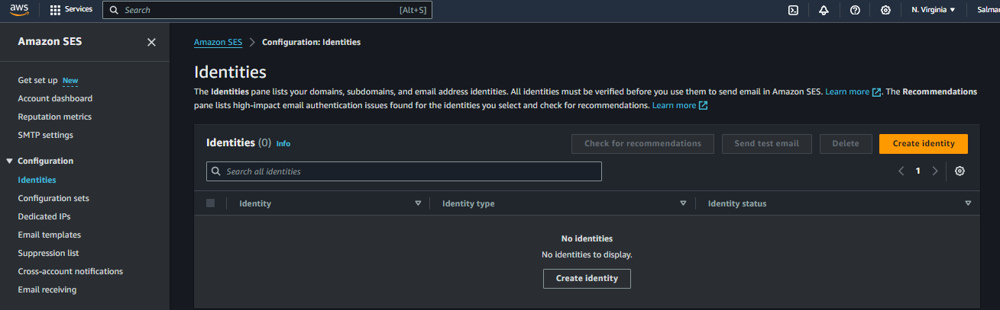 aws Services Search [Alt+S] N. Virginia Salma
Amazon SES
Get set up New
Account dashboard
Reputation metrics
SMTP settings
Configuration
Identities
Configuration sets
Dedicated IPs
Email templates
Suppression list
Cross-account notifications
Email receiving
Amazon SES > Configuration: Identities
Identities
The Identities pane lists your domains, subdomains, and email address identities. All identities must be verified before you use them to send email in Amazon SES. Learn more. The Recommendations
pane lists high-impact email authentication issues found for the identities you select and check for recommendations. Learn more
Identities (0) Info Check for recommendations Send test email Delete Create identity
Search all identities 1
Identity Identity type Identity status
No identities
No identities to display.
Create identity